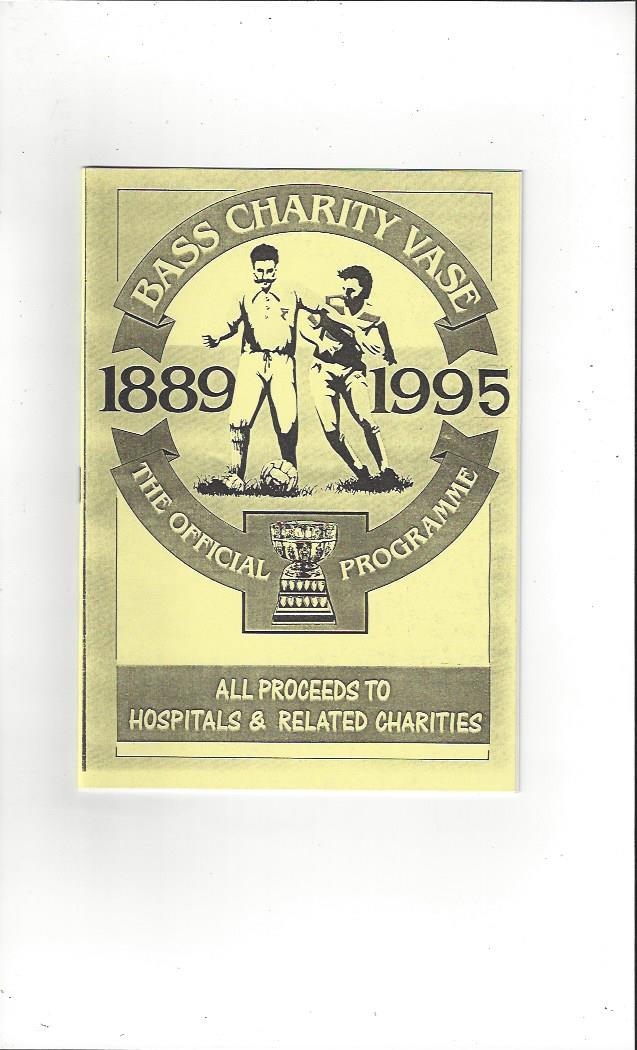 BASS CHARITY VASE
1889 1995
THE OFFICIAL PROGRAMME
ALL PROCEEDS TO
HOSPITALS & RELATED CHARITIES